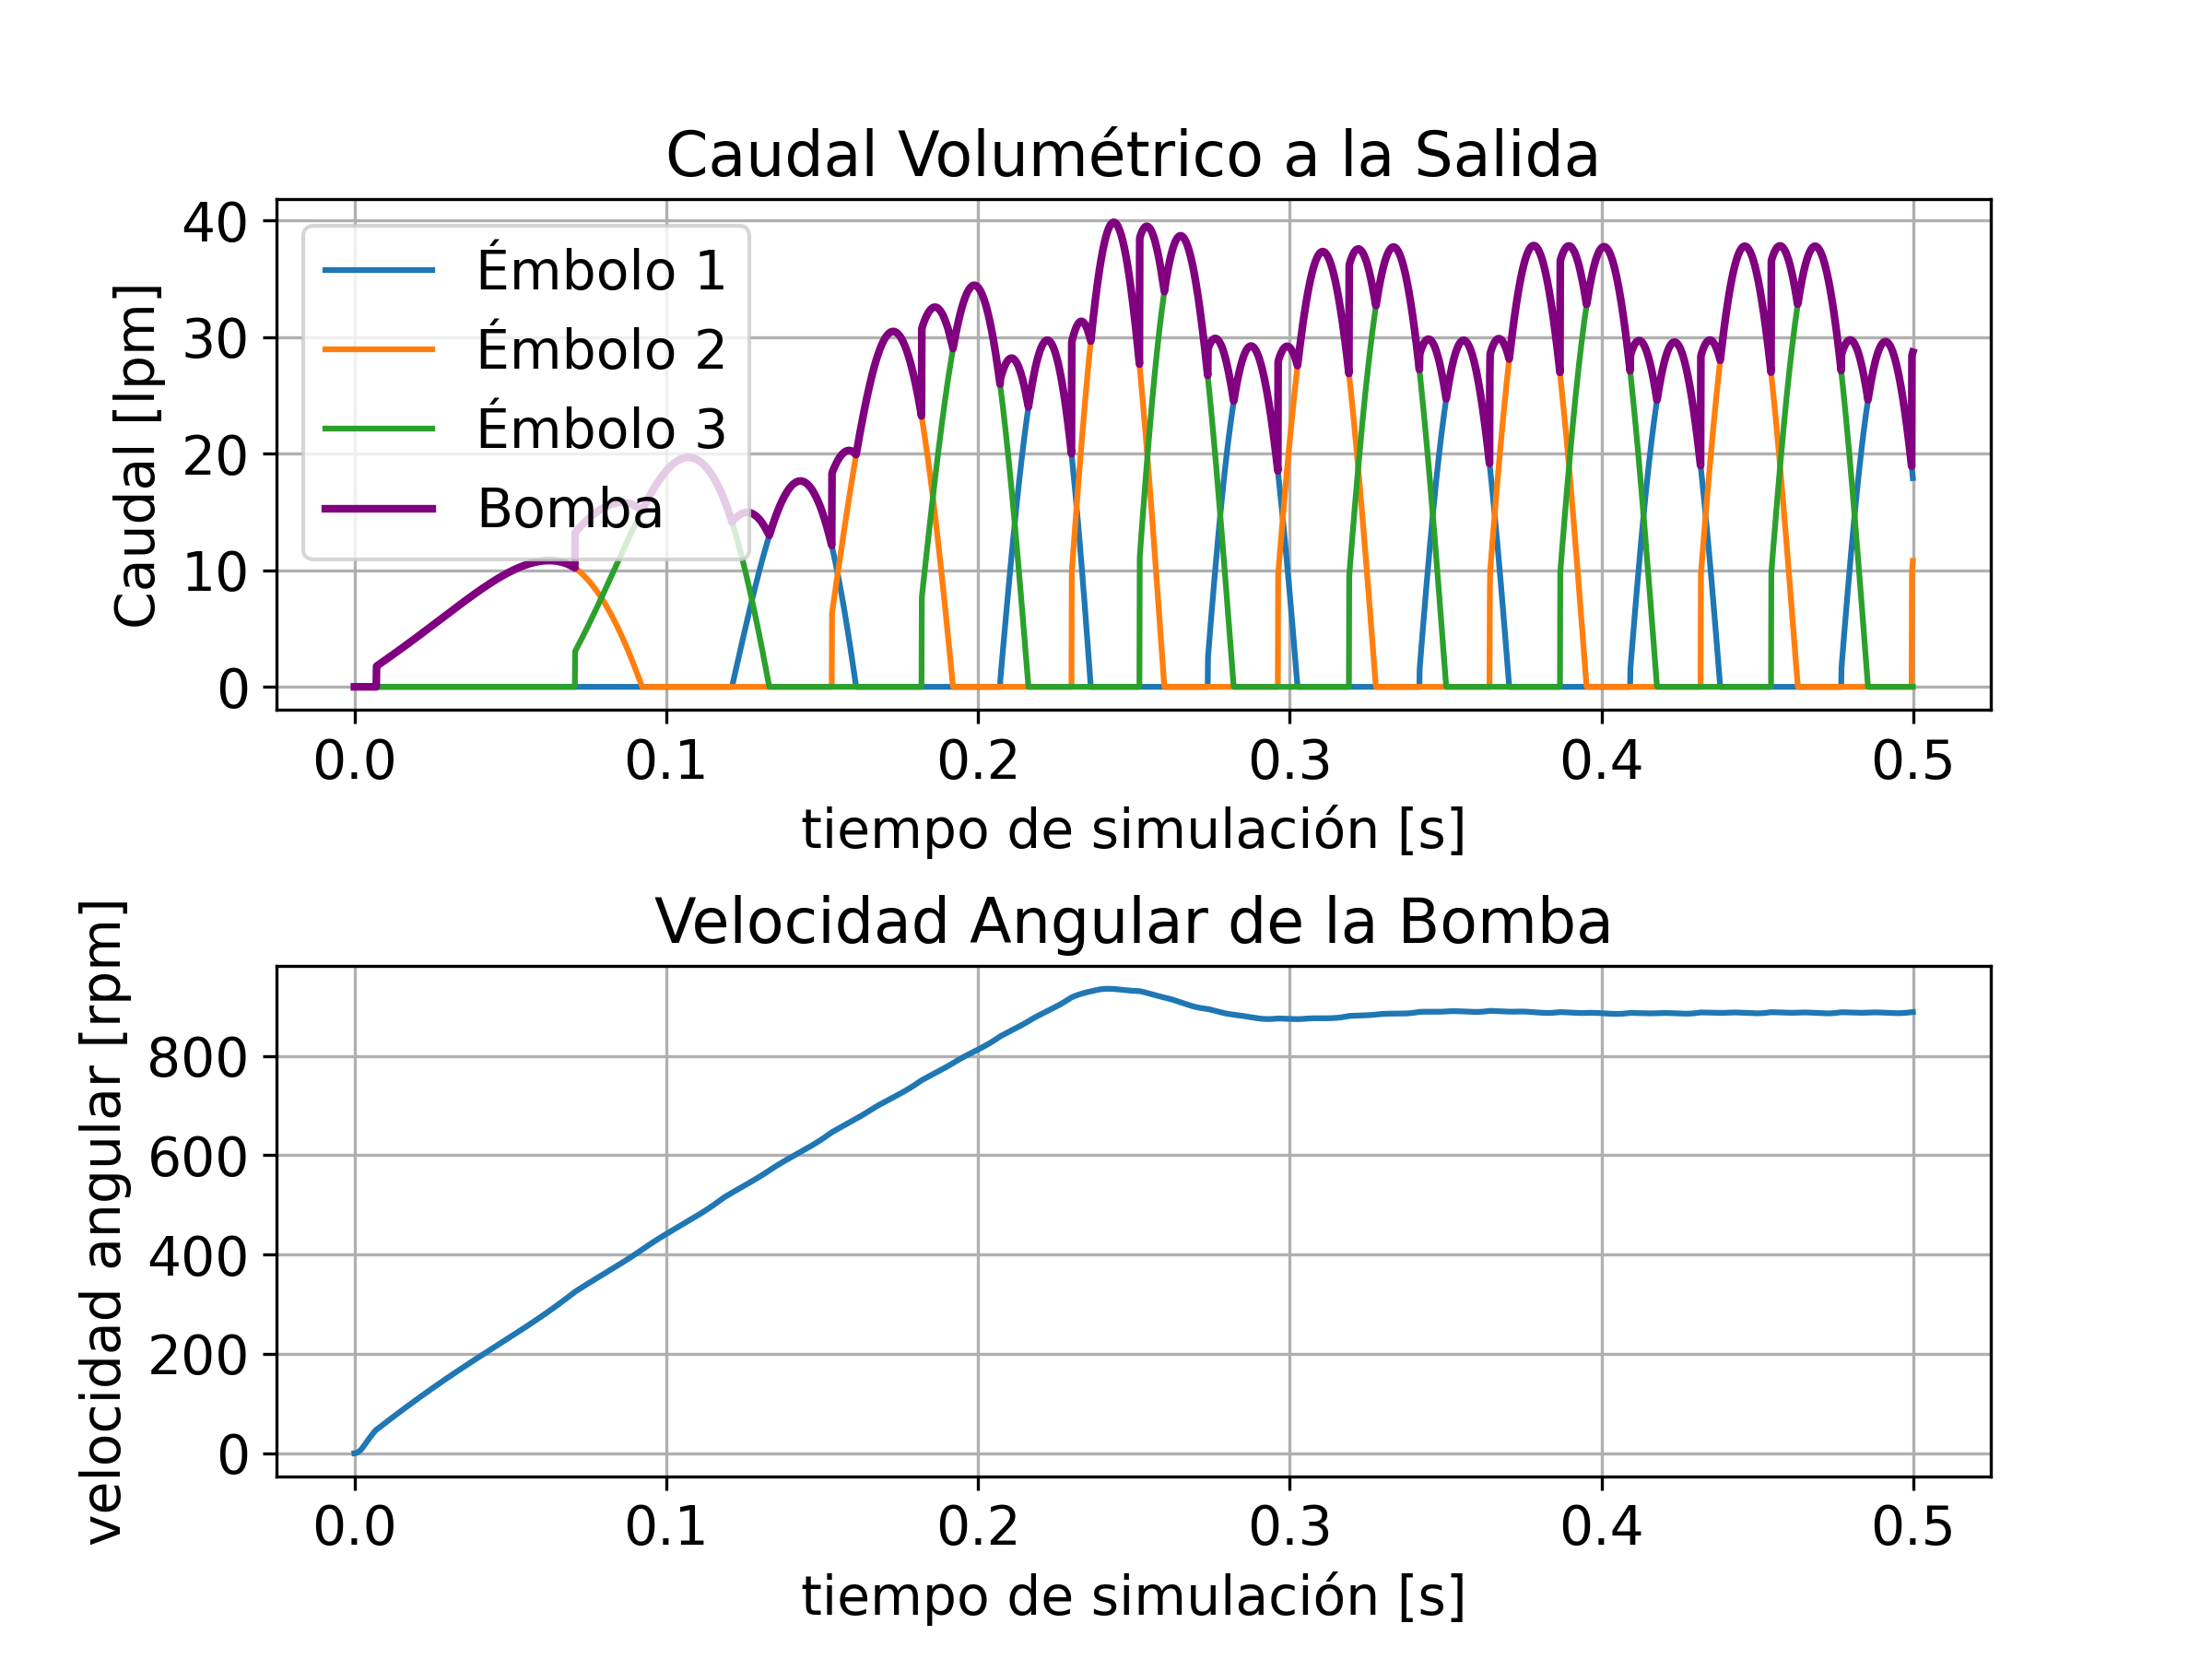 Caudal Volumétrico a la Salida
Caudal [lpm]
40
30
20
10
0
Émbolo 1
Émbolo 2
Émbolo 3
Bomba
0.0 0.1 0.2 0.3 0.4 0.5
tiempo de simulación [s]
Velocidad Angular de la Bomba
velocidad angular [rpm]
800
600
400
200
0
0.0 0.1 0.2 0.3 0.4 0.5
tiempo de simulación [s]